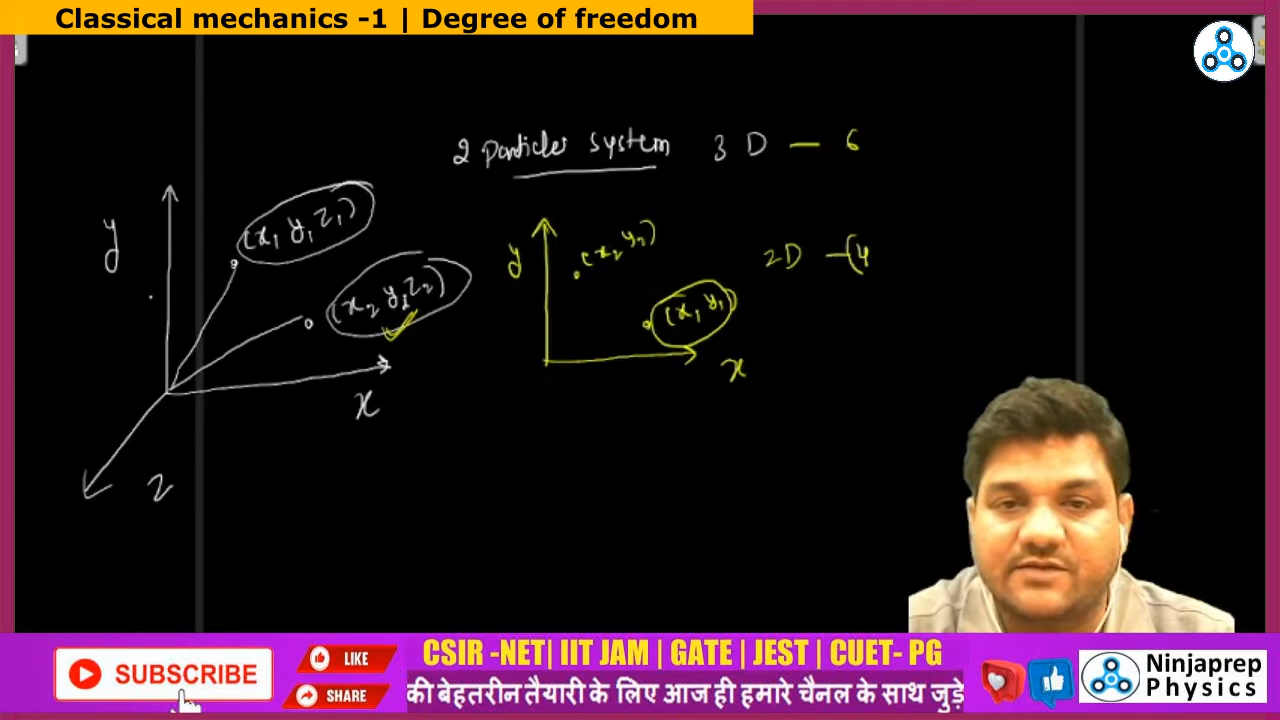 Classical mechanics -1 | Degree of freedom
2 particles system 3 D — 6
y
(x₁ y₁ z₁)
(x₂ y₂ z₂)
x
z
y
(x₂ y₂)
(x₁ y₁)
x
2D — (4
SUBSCRIBE
LIKE
SHARE
CSIR -NET| IIT JAM | GATE | JEST | CUET- PG
की बेहतरीन तैयारी के लिए आज ही हमारे चैनल के साथ जुड़े
Ninjaprep
Physics